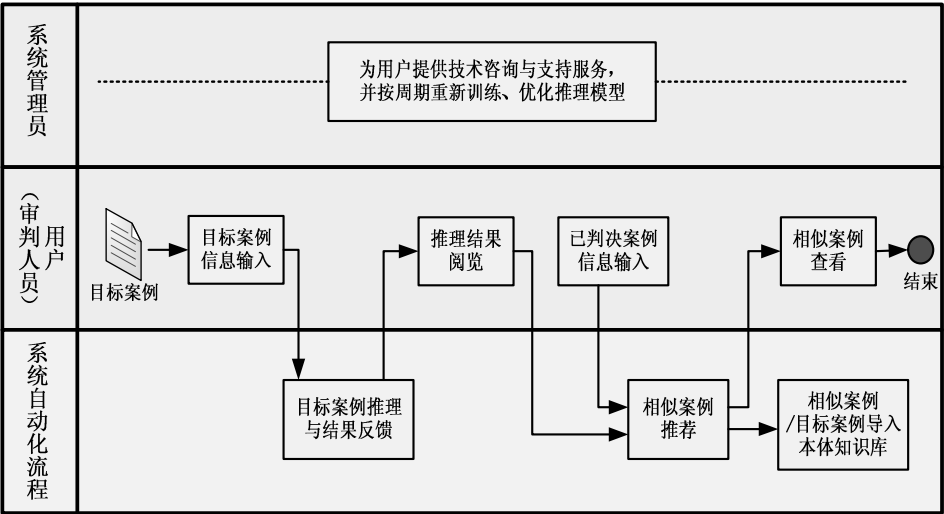 系统管理员
为用户提供技术咨询与支持服务，
并按周期重新训练、优化推理模型
用户
（审判人员）
目标案例
目标案例
信息输入
推理结果
阅览
已判决案例
信息输入
相似案例
查看
结束
系统自动化流程
目标案例推理
与结果反馈
相似案例
推荐
相似案例
/目标案例导入
本体知识库